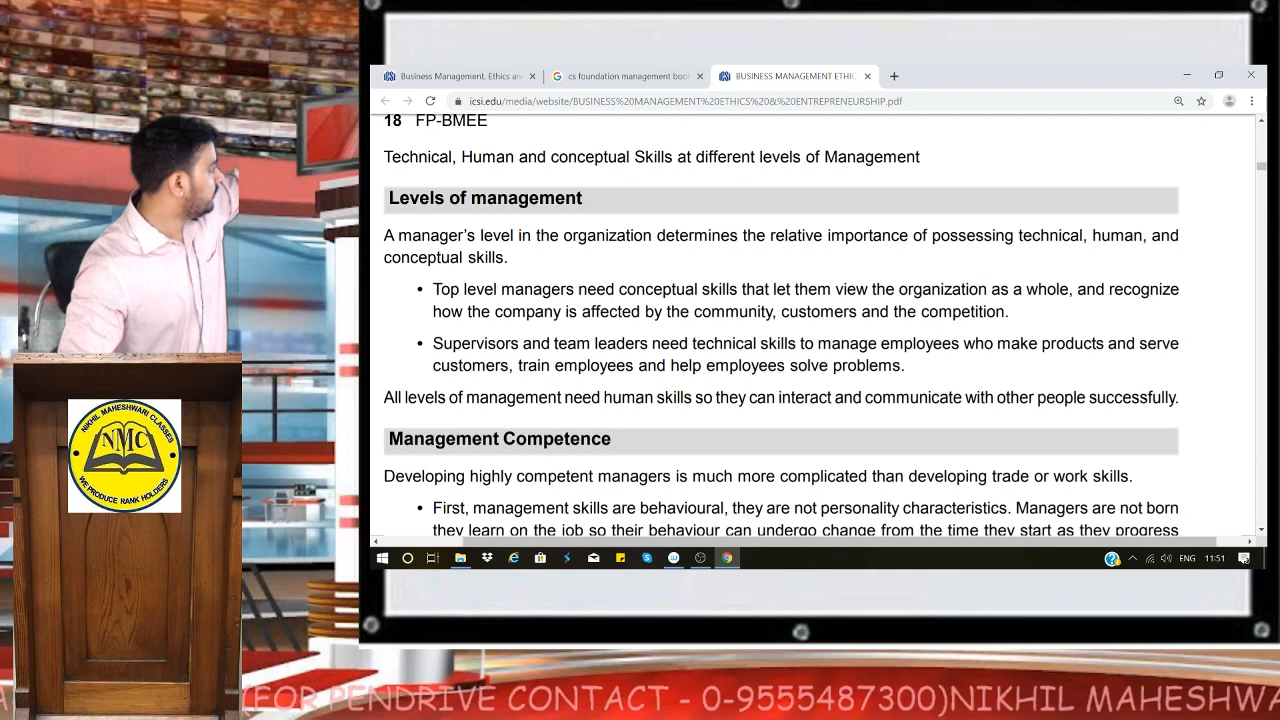 Business Management. Ethics an
cs foundation management boo
BUSINESS MANAGEMENT ETHIC
icsi.edu/media/website/BUSINESS%20MANAGEMENT%20
%20ENTREPRENEURSHIP.pdf
18 FP-BMEE
Technical, Human and conceptual Skills at different levels of Management
Levels of management
A manager’s level in the organization determines the relative importance of possessing technical, human, and
conceptual skills.
• Top level managers need conceptual skills that let them view the organization as a whole, and recognize
how the company is affected by the community, customers and the competition.
• Supervisors and team leaders need technical skills to manage employees who make products and serve
customers, train employees and help employees solve problems.
All levels of management need human skills so they can interact and communicate with other people successfully.
Management Competence
Developing highly competent managers is much more complicated than developing trade or work skills.
• First, management skills are behavioural, they are not personality characteristics. Managers are not born
they learn on the job so their behaviour can undergo change from the time they start as they progress
ENG 11:51
NIKHIL MAHESHWARI CLASSES
NMC
WE PRODUCE RANK HOLDERS
(FOR PENDRIVE CONTACT - 0-9555487300)NIKHIL MAHESHWA